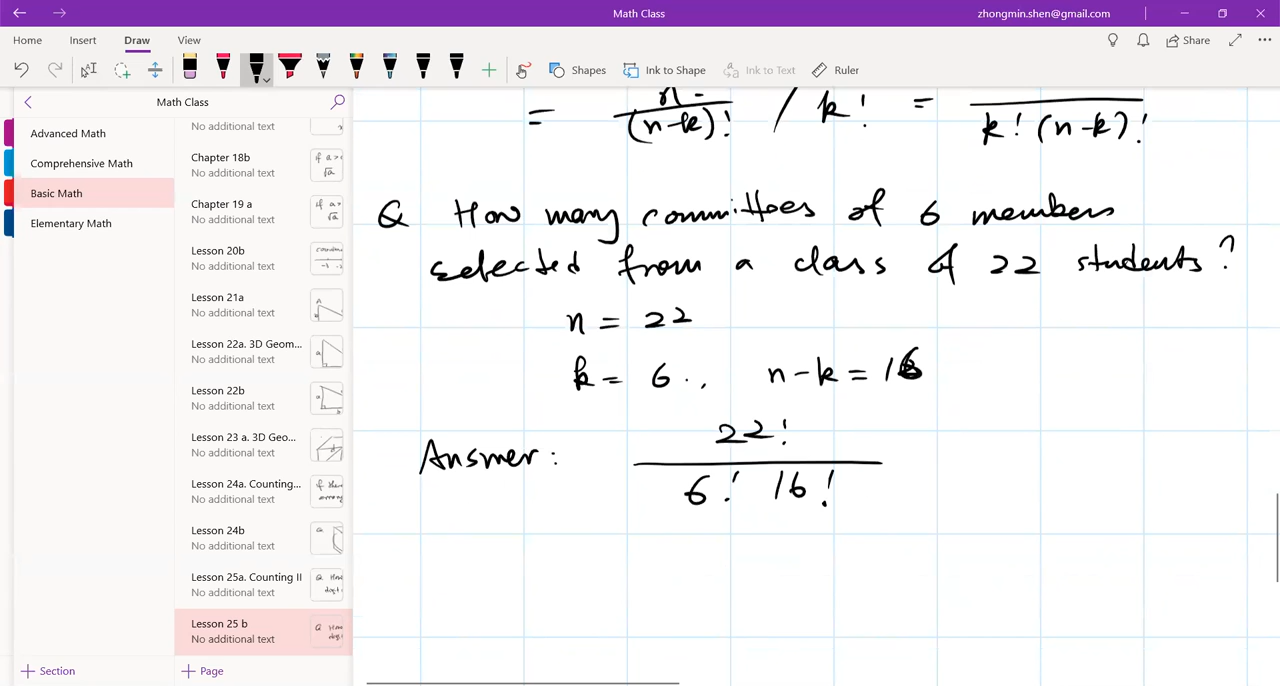 Math Class
zhongmin.shen@gmail.com
Home Insert Draw View
Share
Shapes Ink to Shape Ink to Text Ruler
Math Class
Advanced Math
Comprehensive Math
Basic Math
Elementary Math
No additional text
Chapter 18b
No additional text
Chapter 19 a
No additional text
Lesson 20b
No additional text
Lesson 21a
No additional text
Lesson 22a. 3D Geom...
No additional text
Lesson 22b
No additional text
Lesson 23 a. 3D Geo...
No additional text
Lesson 24a. Counting...
No additional text
Lesson 24b
No additional text
Lesson 25a. Counting II
No additional text
Lesson 25 b
No additional text
+ Section
+ Page
= / (n-k)! / k! = / k! (n-k)!
Q How many committees of 6 members
selected from a class of 22 students?
n = 22
k = 6 .. n-k = 16
22!
Answer:
6! 16!